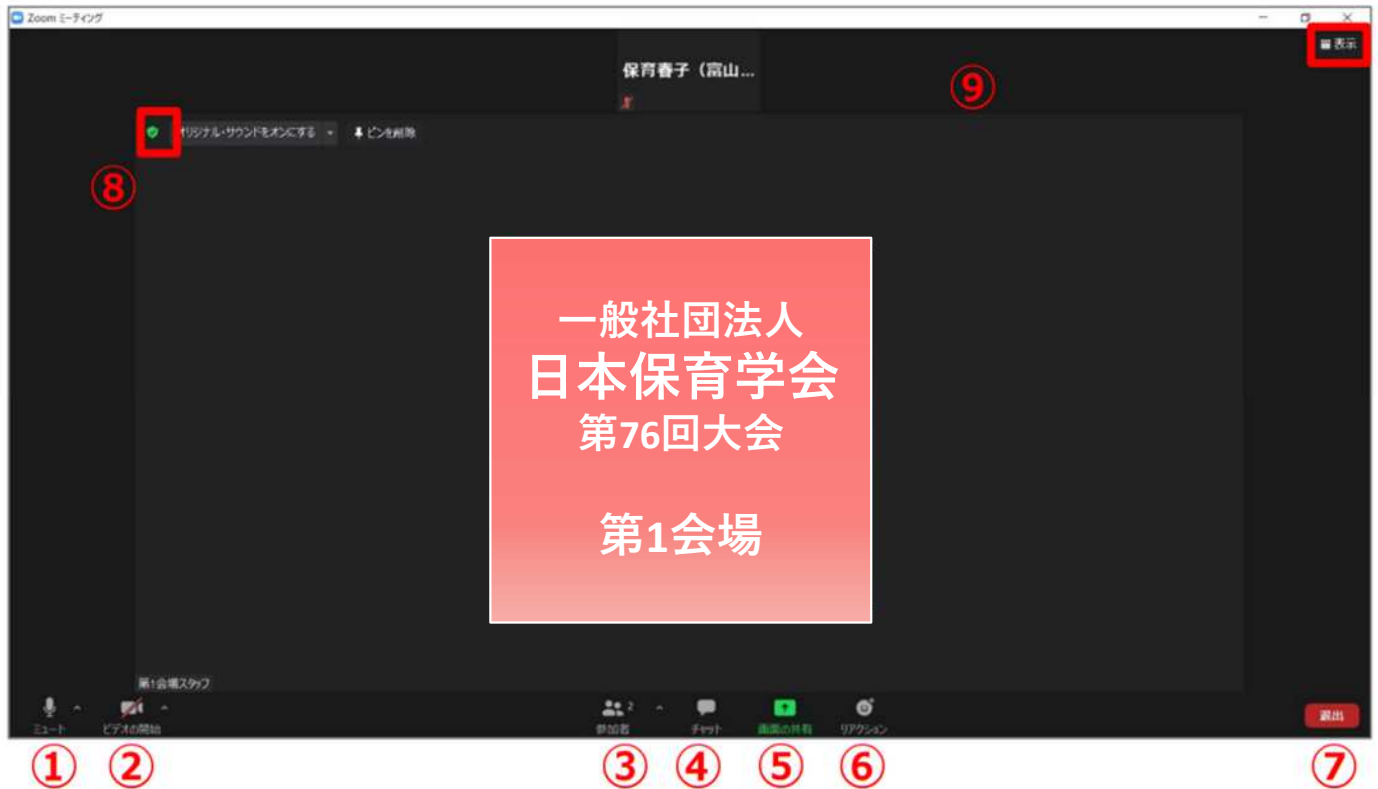 Zoom ミーティング
表示
保育春子（富山...
⑨
オリジナル・サウンドをオンにする
ピンを削除
⑧
一般社団法人
日本保育学会
第76回大会
第1会場
第1会場スタッフ
ミュート
ビデオの開始
2
参加者
チャット
画面の共有
リアクション
退出
① ② ③ ④ ⑤ ⑥ ⑦